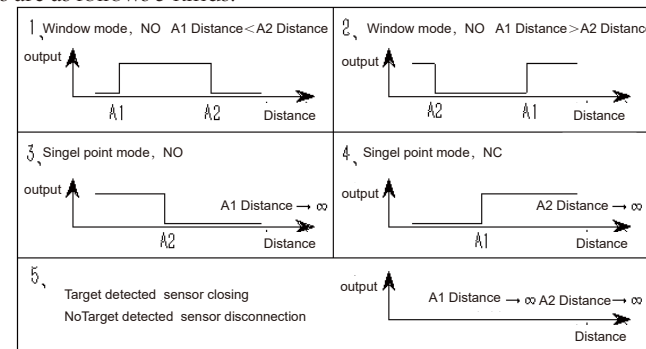 s are as follows 5 kinds:
1、Window mode, NO A1 Distance<A2 Distance
output
A1 A2 Distance
2、Window mode, NO A1 Distance>A2 Distance
output
A2 A1 Distance
3、Singel point mode, NO
output
A1 Distance → ∞
A2 Distance
4、Singel point mode, NC
output
A2 Distance → ∞
A1 Distance
5、
Target detected sensor closing
NoTarget detected sensor disconnection
output
A1 Distance → ∞ A2 Distance → ∞
Distance